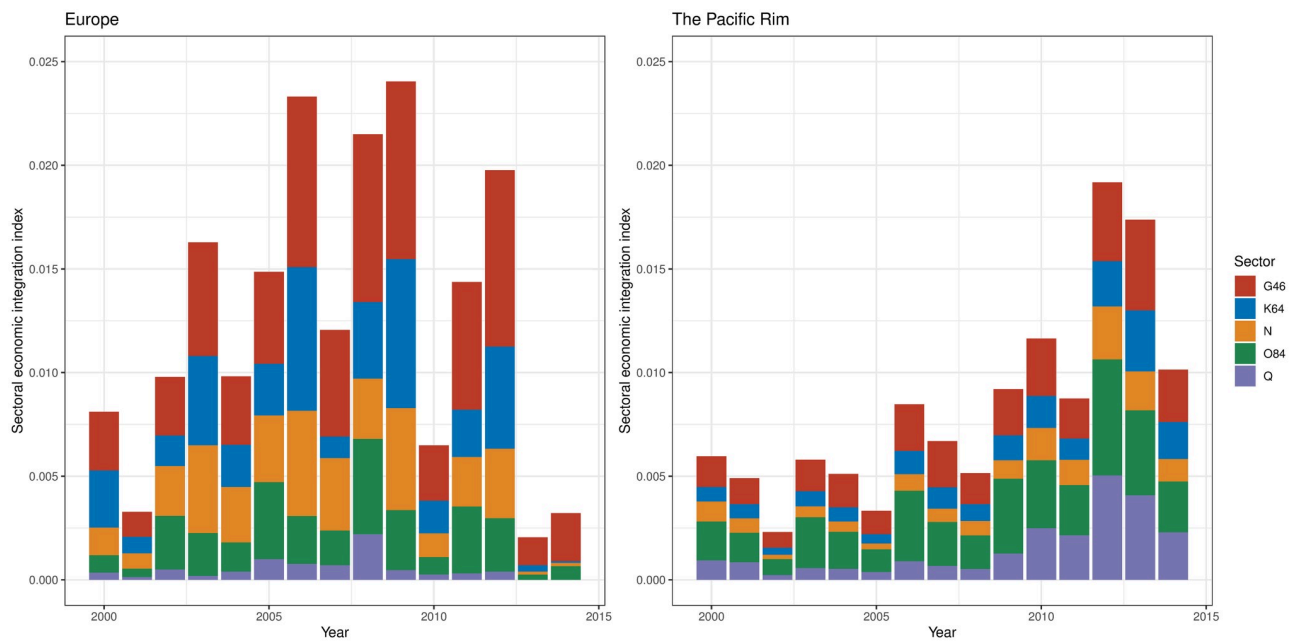 Europe
The Pacific Rim
Sectoral economic integration index
0.025
0.020
0.015
0.010
0.005
0.000
2000
2005
2010
2015
Year
Sectoral economic integration index
0.025
0.020
0.015
0.010
0.005
0.000
2000
2005
2010
2015
Year
Sector
G46
K64
N
O84
Q